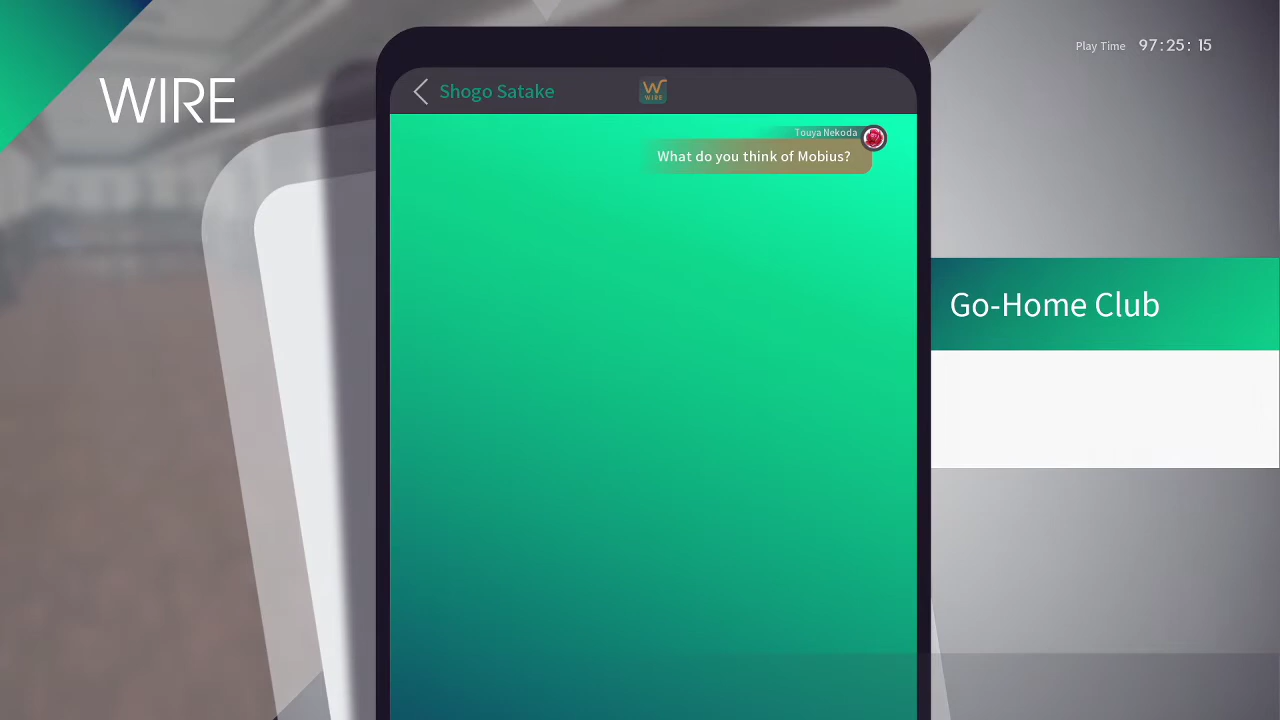 Play Time 97:25:15
WIRE
Shogo Satake
WIRE
Touya Nekoda
What do you think of Mobius?
Go-Home Club